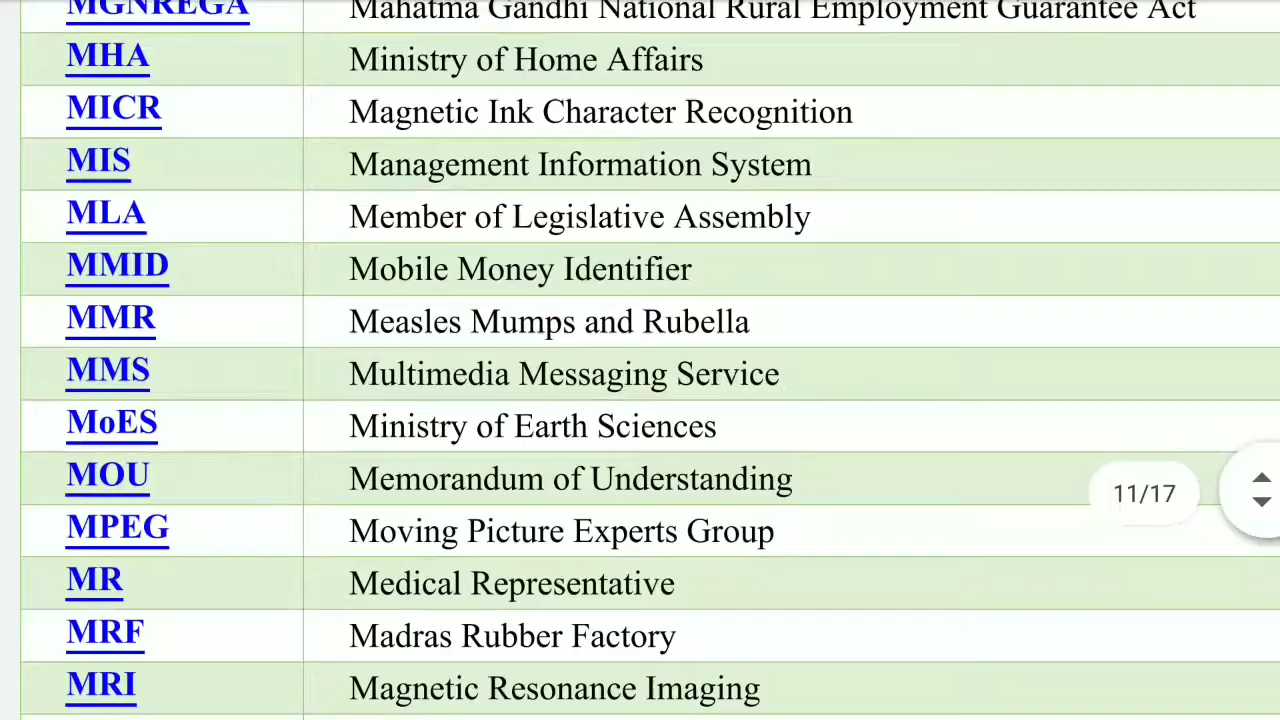 MGNREGA Mahatma Gandhi National Rural Employment Guarantee Act
MHA Ministry of Home Affairs
MICR Magnetic Ink Character Recognition
MIS Management Information System
MLA Member of Legislative Assembly
MMID Mobile Money Identifier
MMR Measles Mumps and Rubella
MMS Multimedia Messaging Service
MoES Ministry of Earth Sciences
MOU Memorandum of Understanding
11/17
MPEG Moving Picture Experts Group
MR Medical Representative
MRF Madras Rubber Factory
MRI Magnetic Resonance Imaging